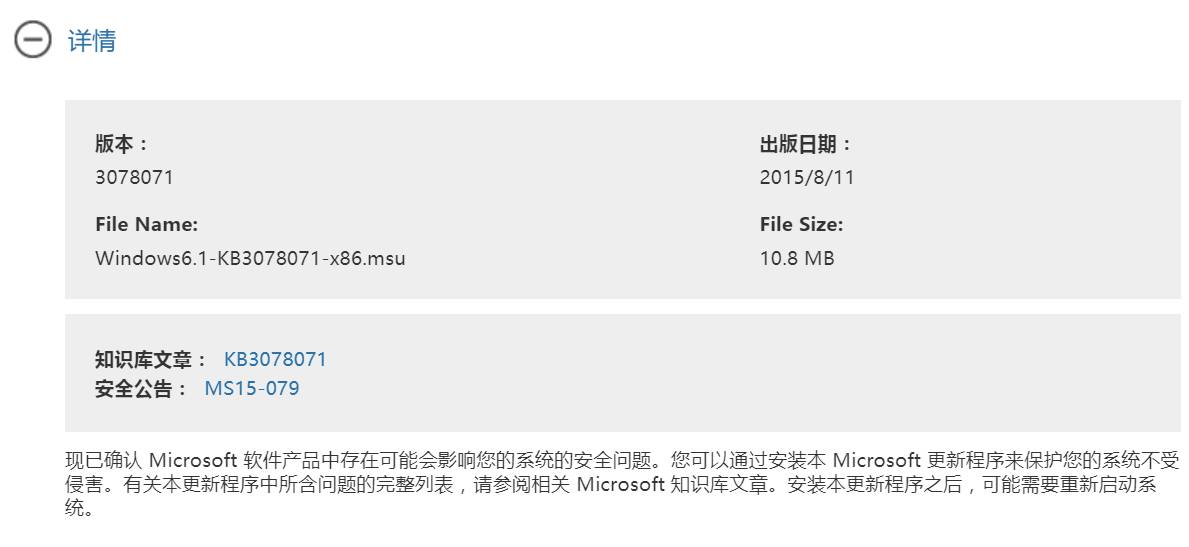 详情
版本：
3078071
出版日期：
2015/8/11
File Name:
Windows6.1-KB3078071-x86.msu
File Size:
10.8 MB
知识库文章： KB3078071
安全公告： MS15-079
现已确认 Microsoft 软件产品中存在可能会影响您的系统的安全问题。您可以通过安装本 Microsoft 更新程序来保护您的系统不受
侵害。有关本更新程序中所含问题的完整列表，请参阅相关 Microsoft 知识库文章。安装本更新程序之后，可能需要重新启动系
统。